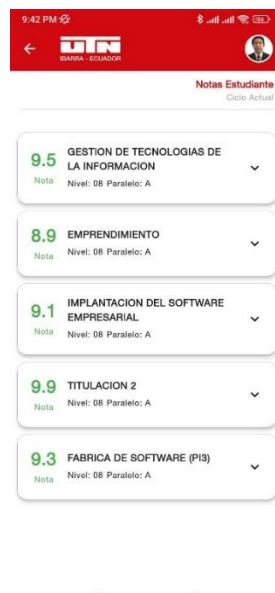 9:42 PM
UTN
IBARRA - ECUADOR
Notas Estudiante
Ciclo Actual
9.5
Nota
GESTION DE TECNOLOGIAS DE
LA INFORMACION
Nivel: 08 Paralelo: A
8.9
Nota
EMPRENDIMIENTO
Nivel: 08 Paralelo: A
9.1
Nota
IMPLANTACION DEL SOFTWARE
EMPRESARIAL
Nivel: 08 Paralelo: A
9.9
Nota
TITULACION 2
Nivel: 08 Paralelo: A
9.3
Nota
FABRICA DE SOFTWARE (PI3)
Nivel: 08 Paralelo: A